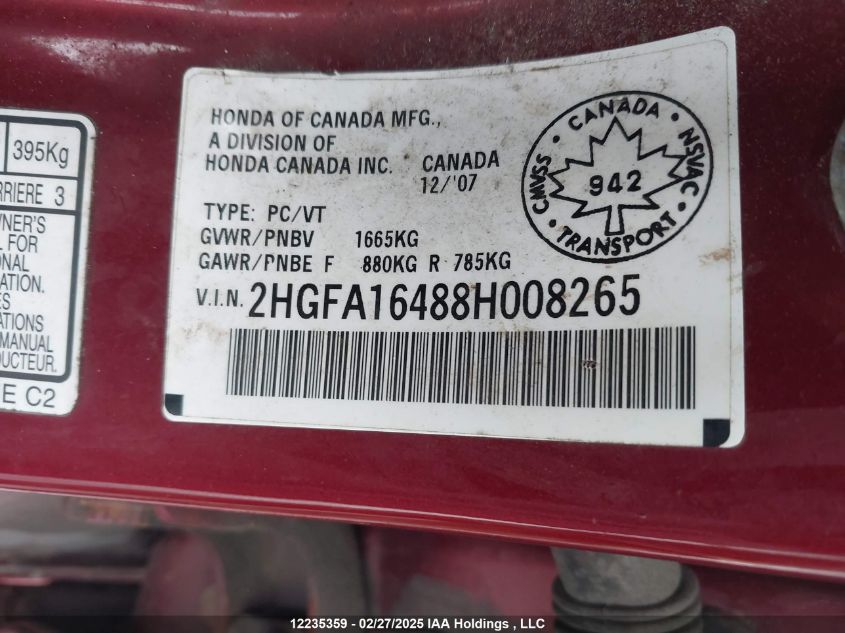 395Kg
RRIERE 3
WNER'S
L FOR
ONAL
ATION.
ES
ATIONS
MANUAL
DUCTEUR.
E C2
HONDA OF CANADA MFG.,
A DIVISION OF
HONDA CANADA INC. CANADA
12/'07
TYPE: PC/VT
GVWR/PNBV 1665KG
GAWR/PNBE F 880KG R 785KG
V.I.N. 2HGFA16488H008265
CANADA
CMVSS
942
NSVAC
TRANSPORT
12235359 - 02/27/2025 IAA Holdings, LLC